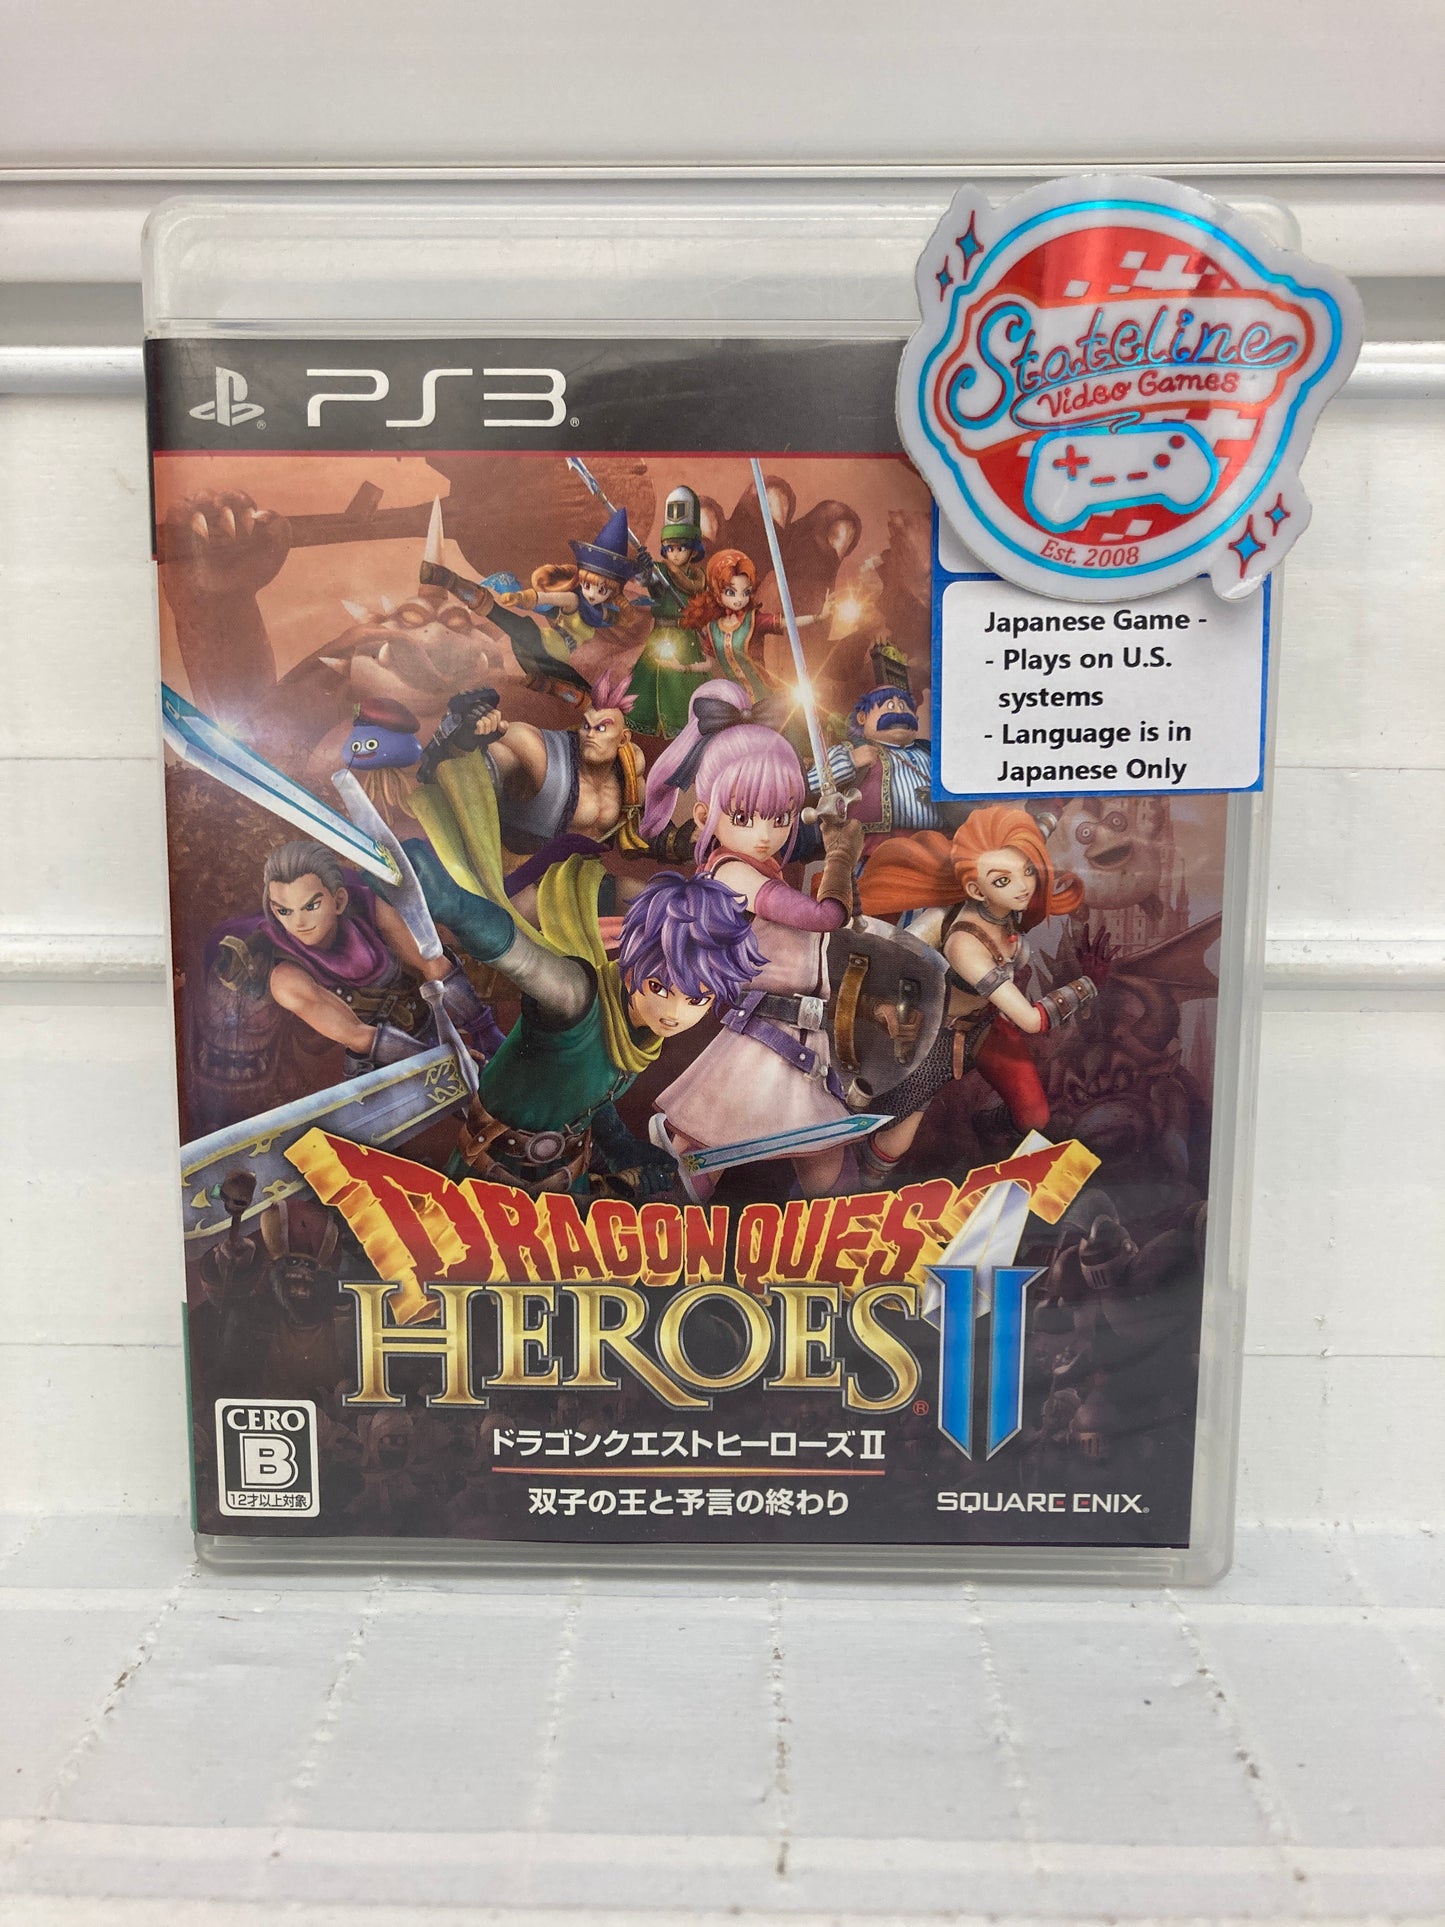 PS3
Stateline
Video Games
Est. 2008
Japanese Game -
- Plays on U.S.
systems
- Language is in
Japanese Only
DRAGON QUEST
HEROES II
ドラゴンクエストヒーローズⅡ
双子の王と予言の終わり
CERO
B
12才以上対象
SQUARE ENIX